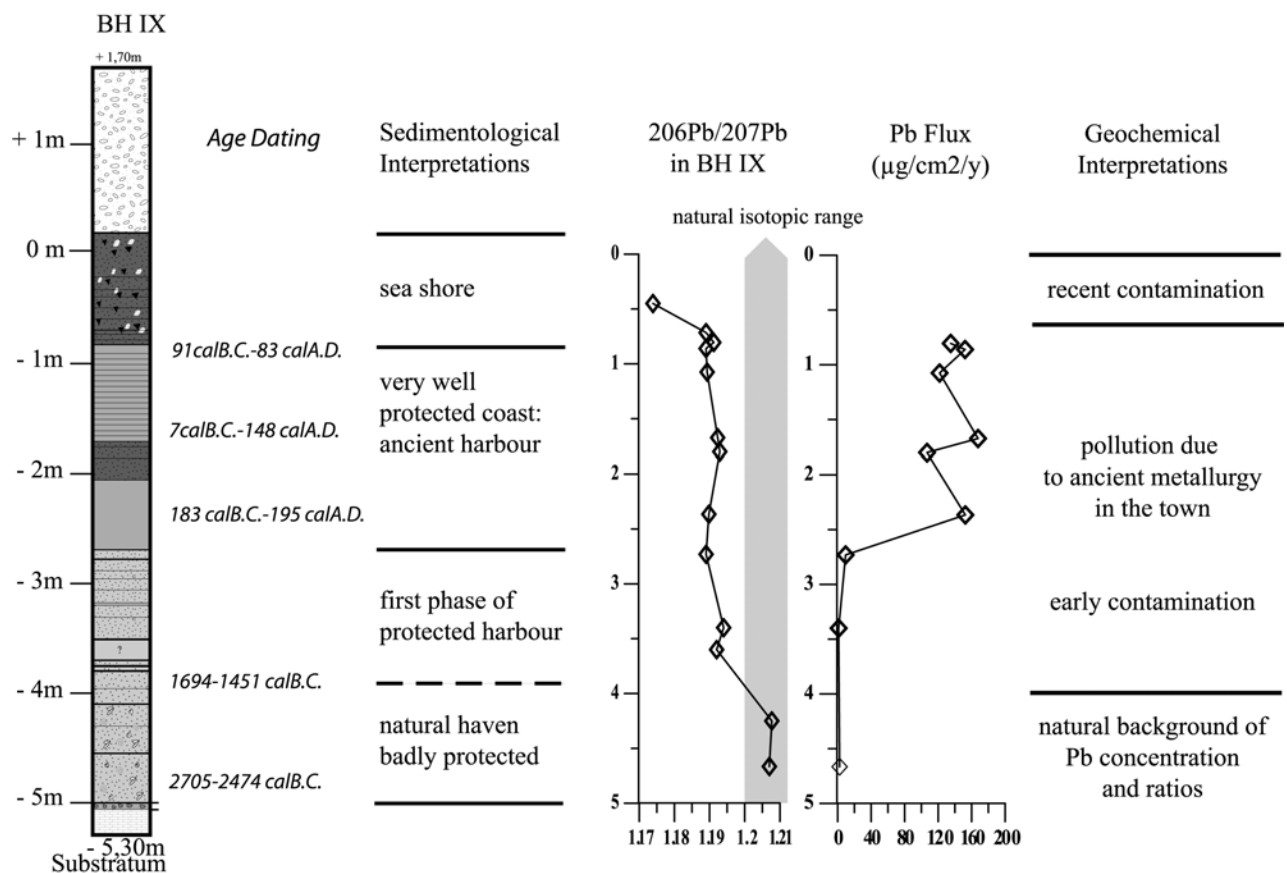 BH IX
+ 1,70m
+ 1m
0 m
- 1m
- 2m
- 3m
- 4m
- 5m
- 5,30m
Substratum
?
Age Dating
91calB.C.-83 calA.D.
7calB.C.-148 calA.D.
183 calB.C.-195 calA.D.
1694-1451 calB.C.
2705-2474 calB.C.
Sedimentological
Interpretations
sea shore
very well
protected coast:
ancient harbour
first phase of
protected harbour
natural haven
badly protected
206Pb/207Pb
in BH IX
natural isotopic range
0
1
2
3
4
5
1.17 1.18 1.19 1.2 1.21
Pb Flux
(µg/cm2/y)
0
1
2
3
4
5
0 40 80 120 160 200
Geochemical
Interpretations
recent contamination
pollution due
to ancient metallurgy
in the town
early contamination
natural background of
Pb concentration
and ratios